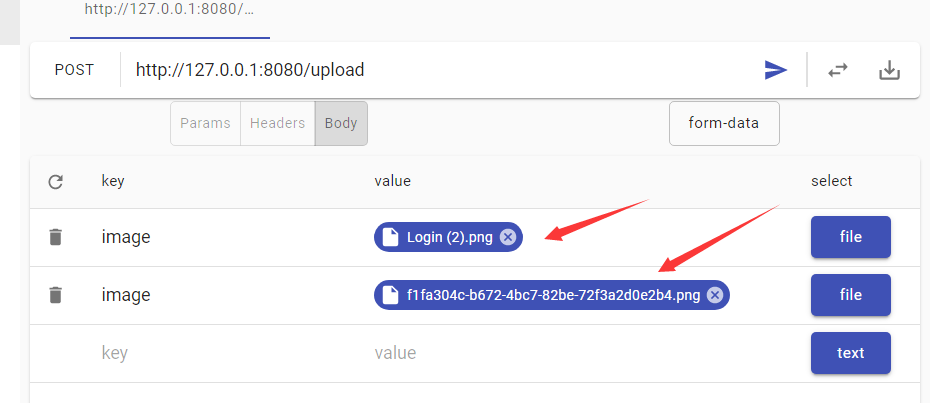 http://127.0.0.1:8080/...
POST http://127.0.0.1:8080/upload
Params Headers Body form-data
key value select
image Login (2).png file
image f1fa304c-b672-4bc7-82be-72f3a2d0e2b4.png file
key value text